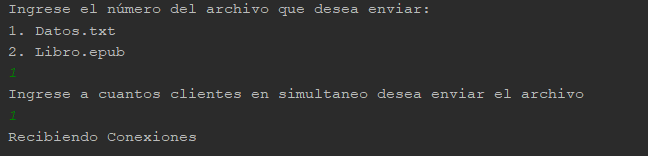 Ingrese el número del archivo que desea enviar:
1. Datos.txt
2. Libro.epub
1
Ingrese a cuantos clientes en simultaneo desea enviar el archivo
1
Recibiendo Conexiones